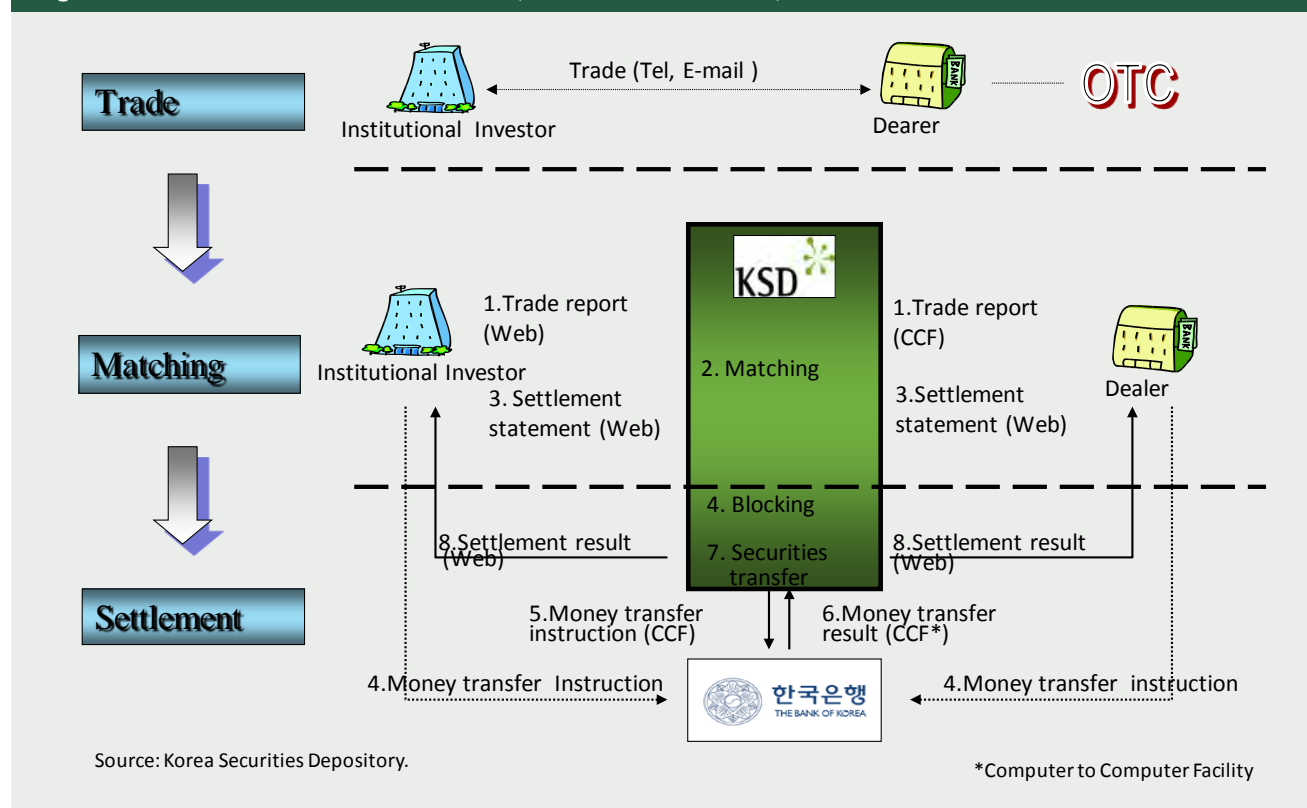 Trade
Trade (Tel, E-mail )
BANK
OTC
Institutional Investor
Dearer
KSD
1.Trade report
(Web)
1.Trade report
(CCF)
BANK
Matching
Institutional Investor
2. Matching
Dealer
3. Settlement
statement (Web)
3.Settlement
statement (Web)
4. Blocking
8.Settlement result
(Web)
7. Securities
transfer
8.Settlement result
(Web)
Settlement
5.Money transfer
instruction (CCF)
6.Money transfer
result (CCF*)
4.Money transfer Instruction
한국은행
THE BANK OF KOREA
4.Money transfer instruction
Source: Korea Securities Depository.
*Computer to Computer Facility